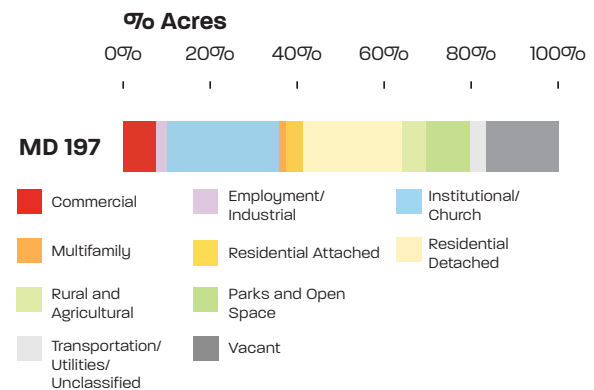 % Acres
0% 20% 40% 60% 80% 100%
MD 197
Commercial
Employment/
Industrial
Institutional/
Church
Multifamily
Residential Attached
Residential
Detached
Rural and
Agricultural
Parks and Open
Space
Transportation/
Utilities/
Unclassified
Vacant